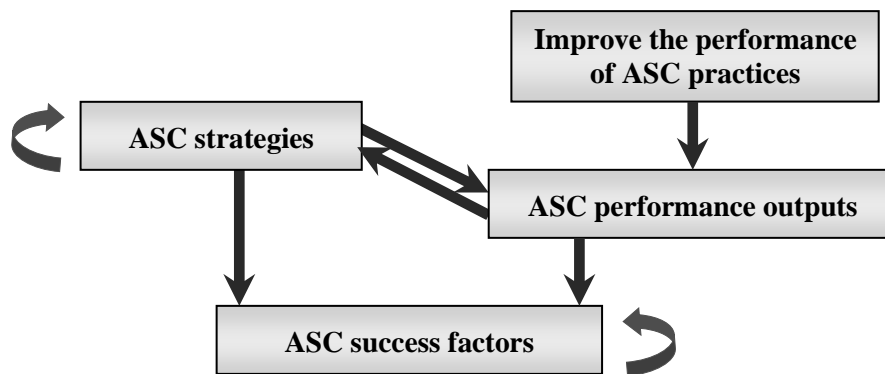 Improve the performance
of ASC practices
ASC strategies
ASC performance outputs
ASC success factors